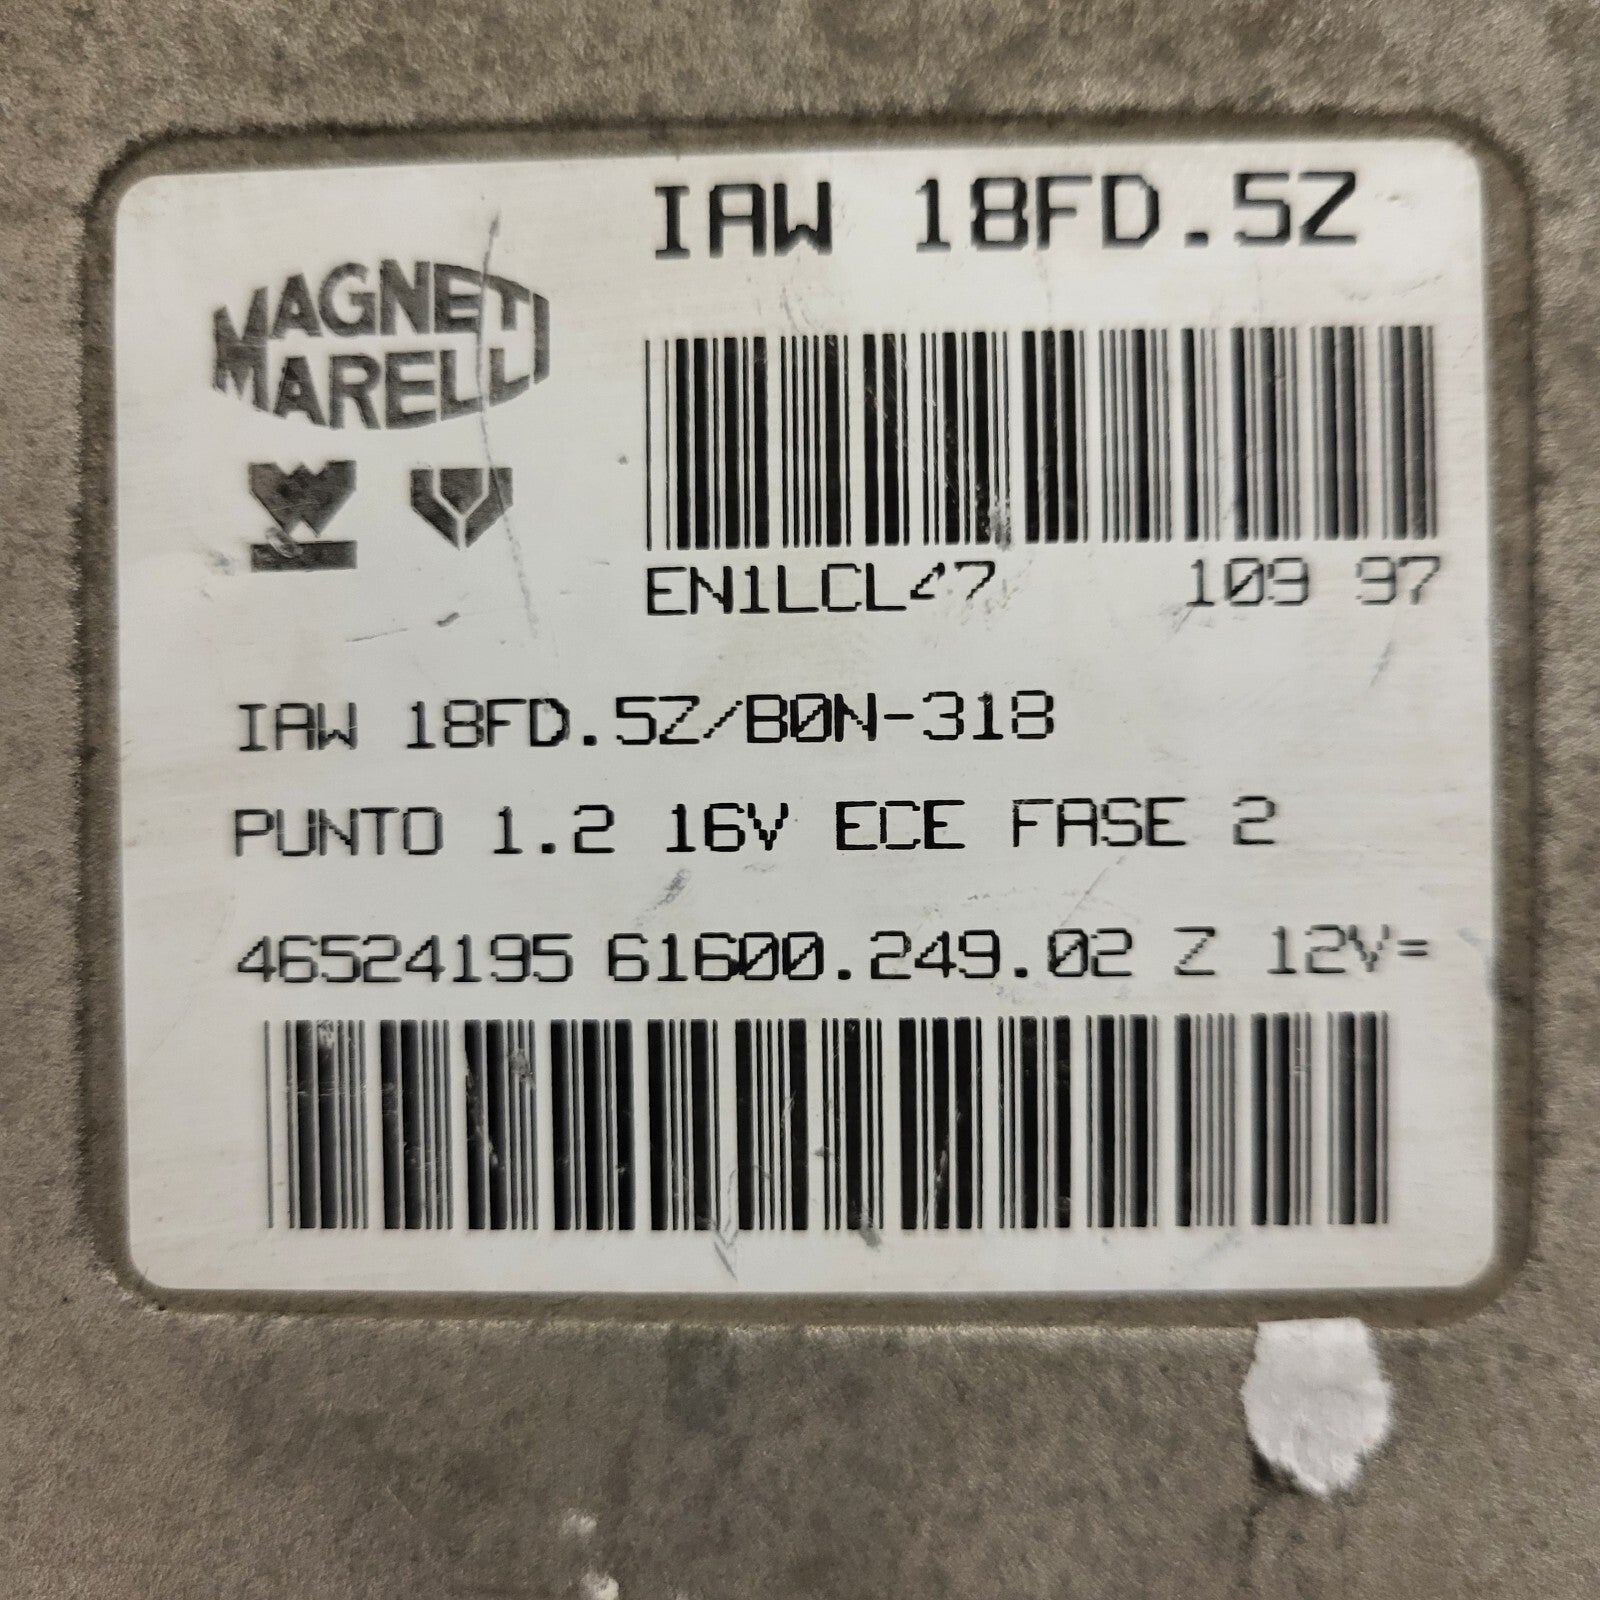 IAW 18FD.5Z
MAGNETI
MARELLI
EN1LCL47 109 97
IAW 18FD.5Z/B0N-318
PUNTO 1.2 16V ECE FASE 2
46524195 61600.249.02 Z 12V=